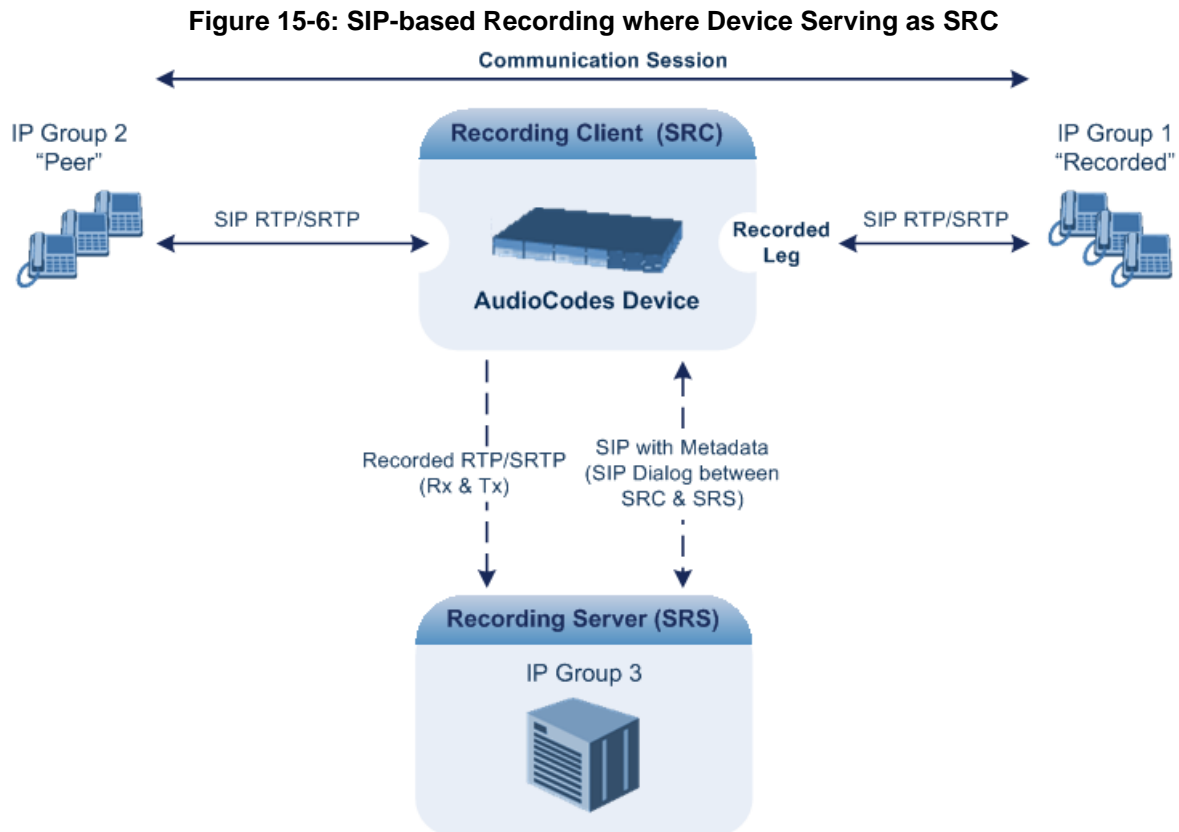 Figure 15-6: SIP-based Recording where Device Serving as SRC
Communication Session
IP Group 2
"Peer"
SIP RTP/SRTP
Recording Client (SRC)
AudioCodes Device
Recorded
Leg
SIP RTP/SRTP
IP Group 1
"Recorded"
Recorded RTP/SRTP
(Rx & Tx)
SIP with Metadata
(SIP Dialog between
SRC & SRS)
Recording Server (SRS)
IP Group 3